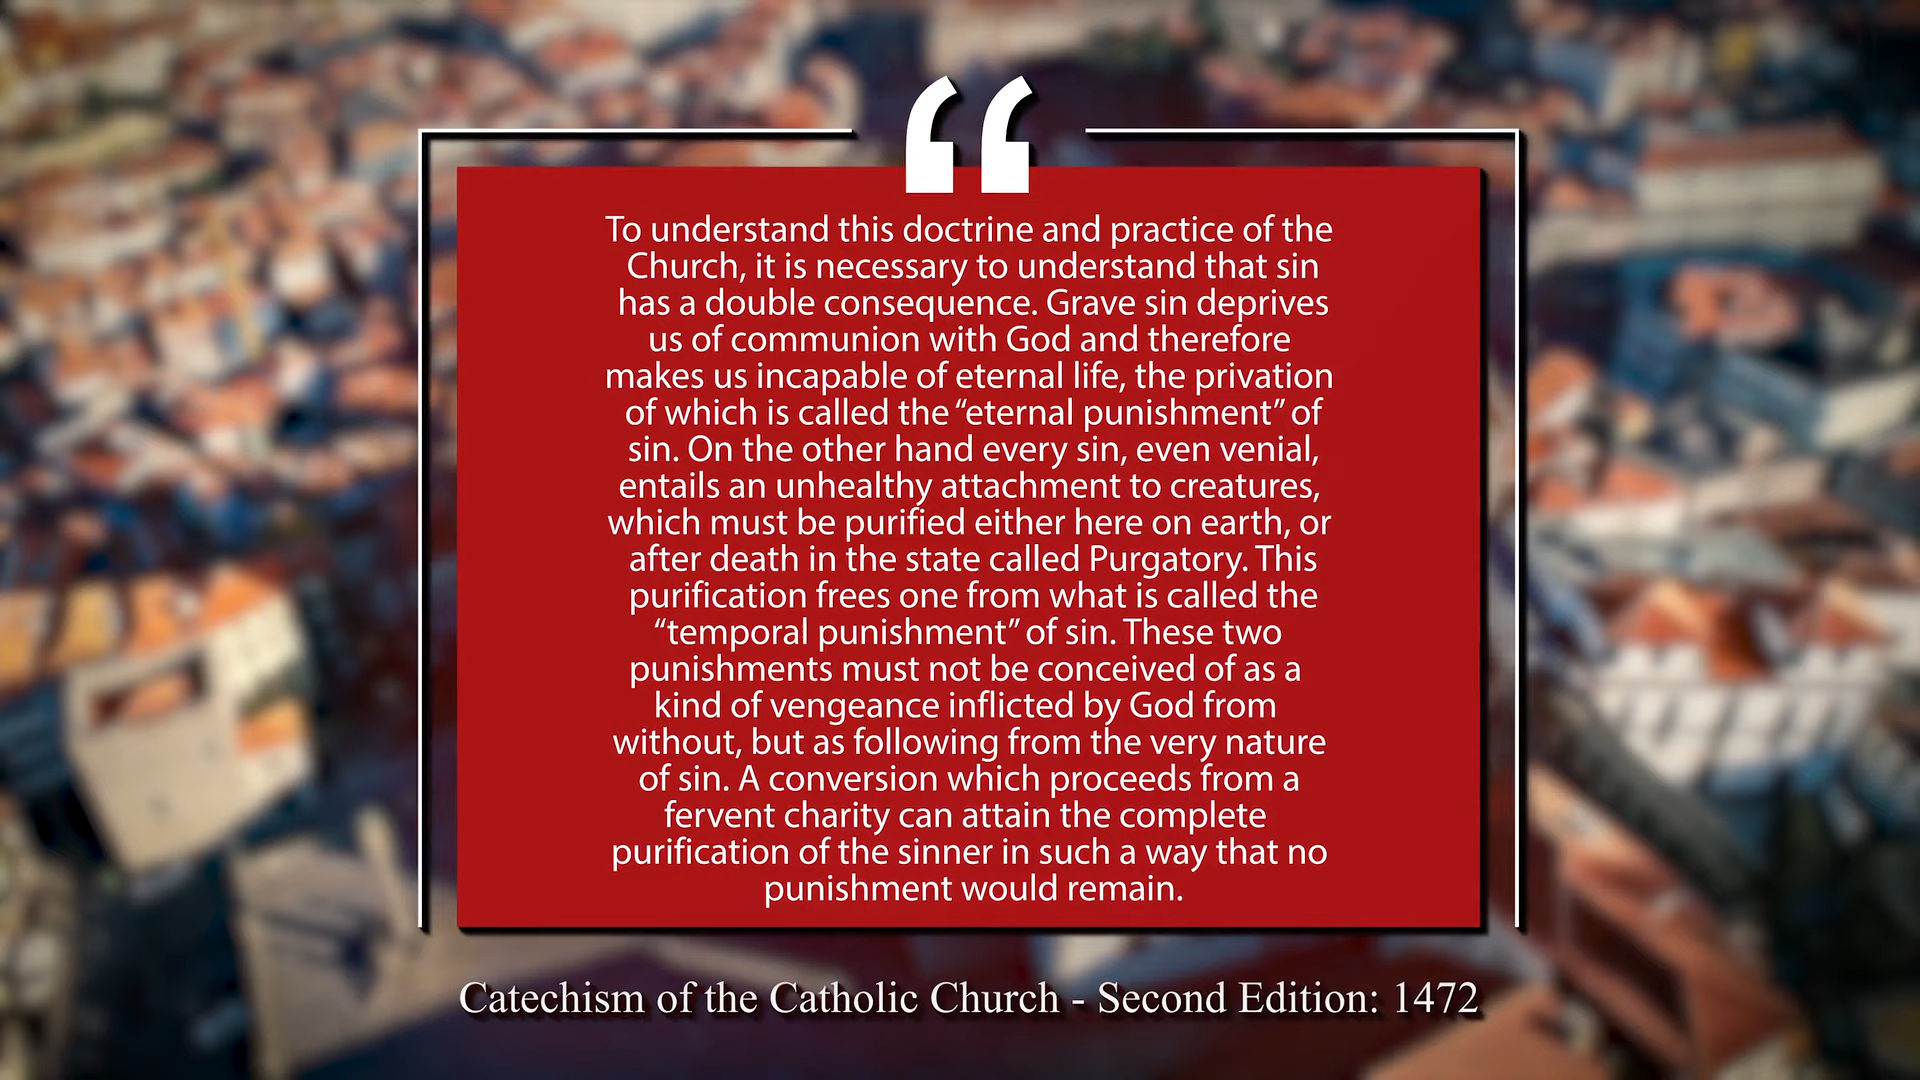 “
To understand this doctrine and practice of the
Church, it is necessary to understand that sin
has a double consequence. Grave sin deprives
us of communion with God and therefore
makes us incapable of eternal life, the privation
of which is called the “eternal punishment” of
sin. On the other hand every sin, even venial,
entails an unhealthy attachment to creatures,
which must be purified either here on earth, or
after death in the state called Purgatory. This
purification frees one from what is called the
“temporal punishment” of sin. These two
punishments must not be conceived of as a
kind of vengeance inflicted by God from
without, but as following from the very nature
of sin. A conversion which proceeds from a
fervent charity can attain the complete
purification of the sinner in such a way that no
punishment would remain.
Catechism of the Catholic Church - Second Edition: 1472